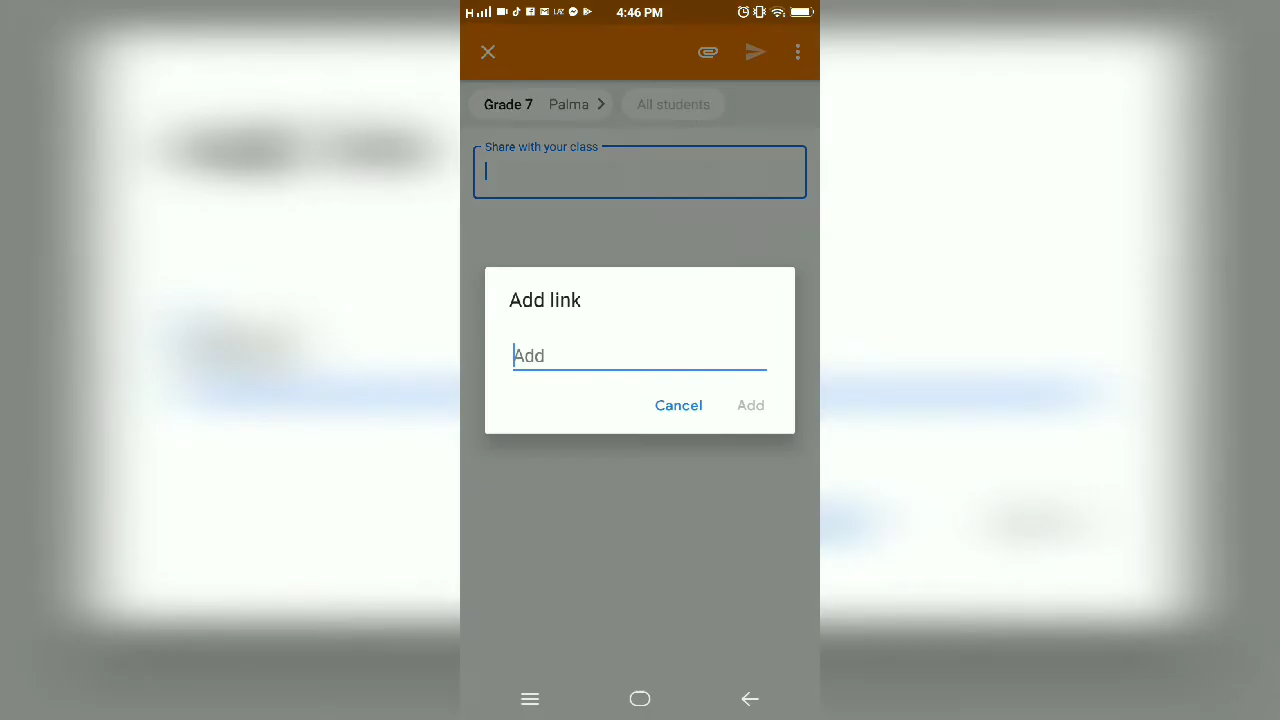 H 4:46 PM
Grade 7 Palma All students
Share with your class
Add link
Add
Cancel Add